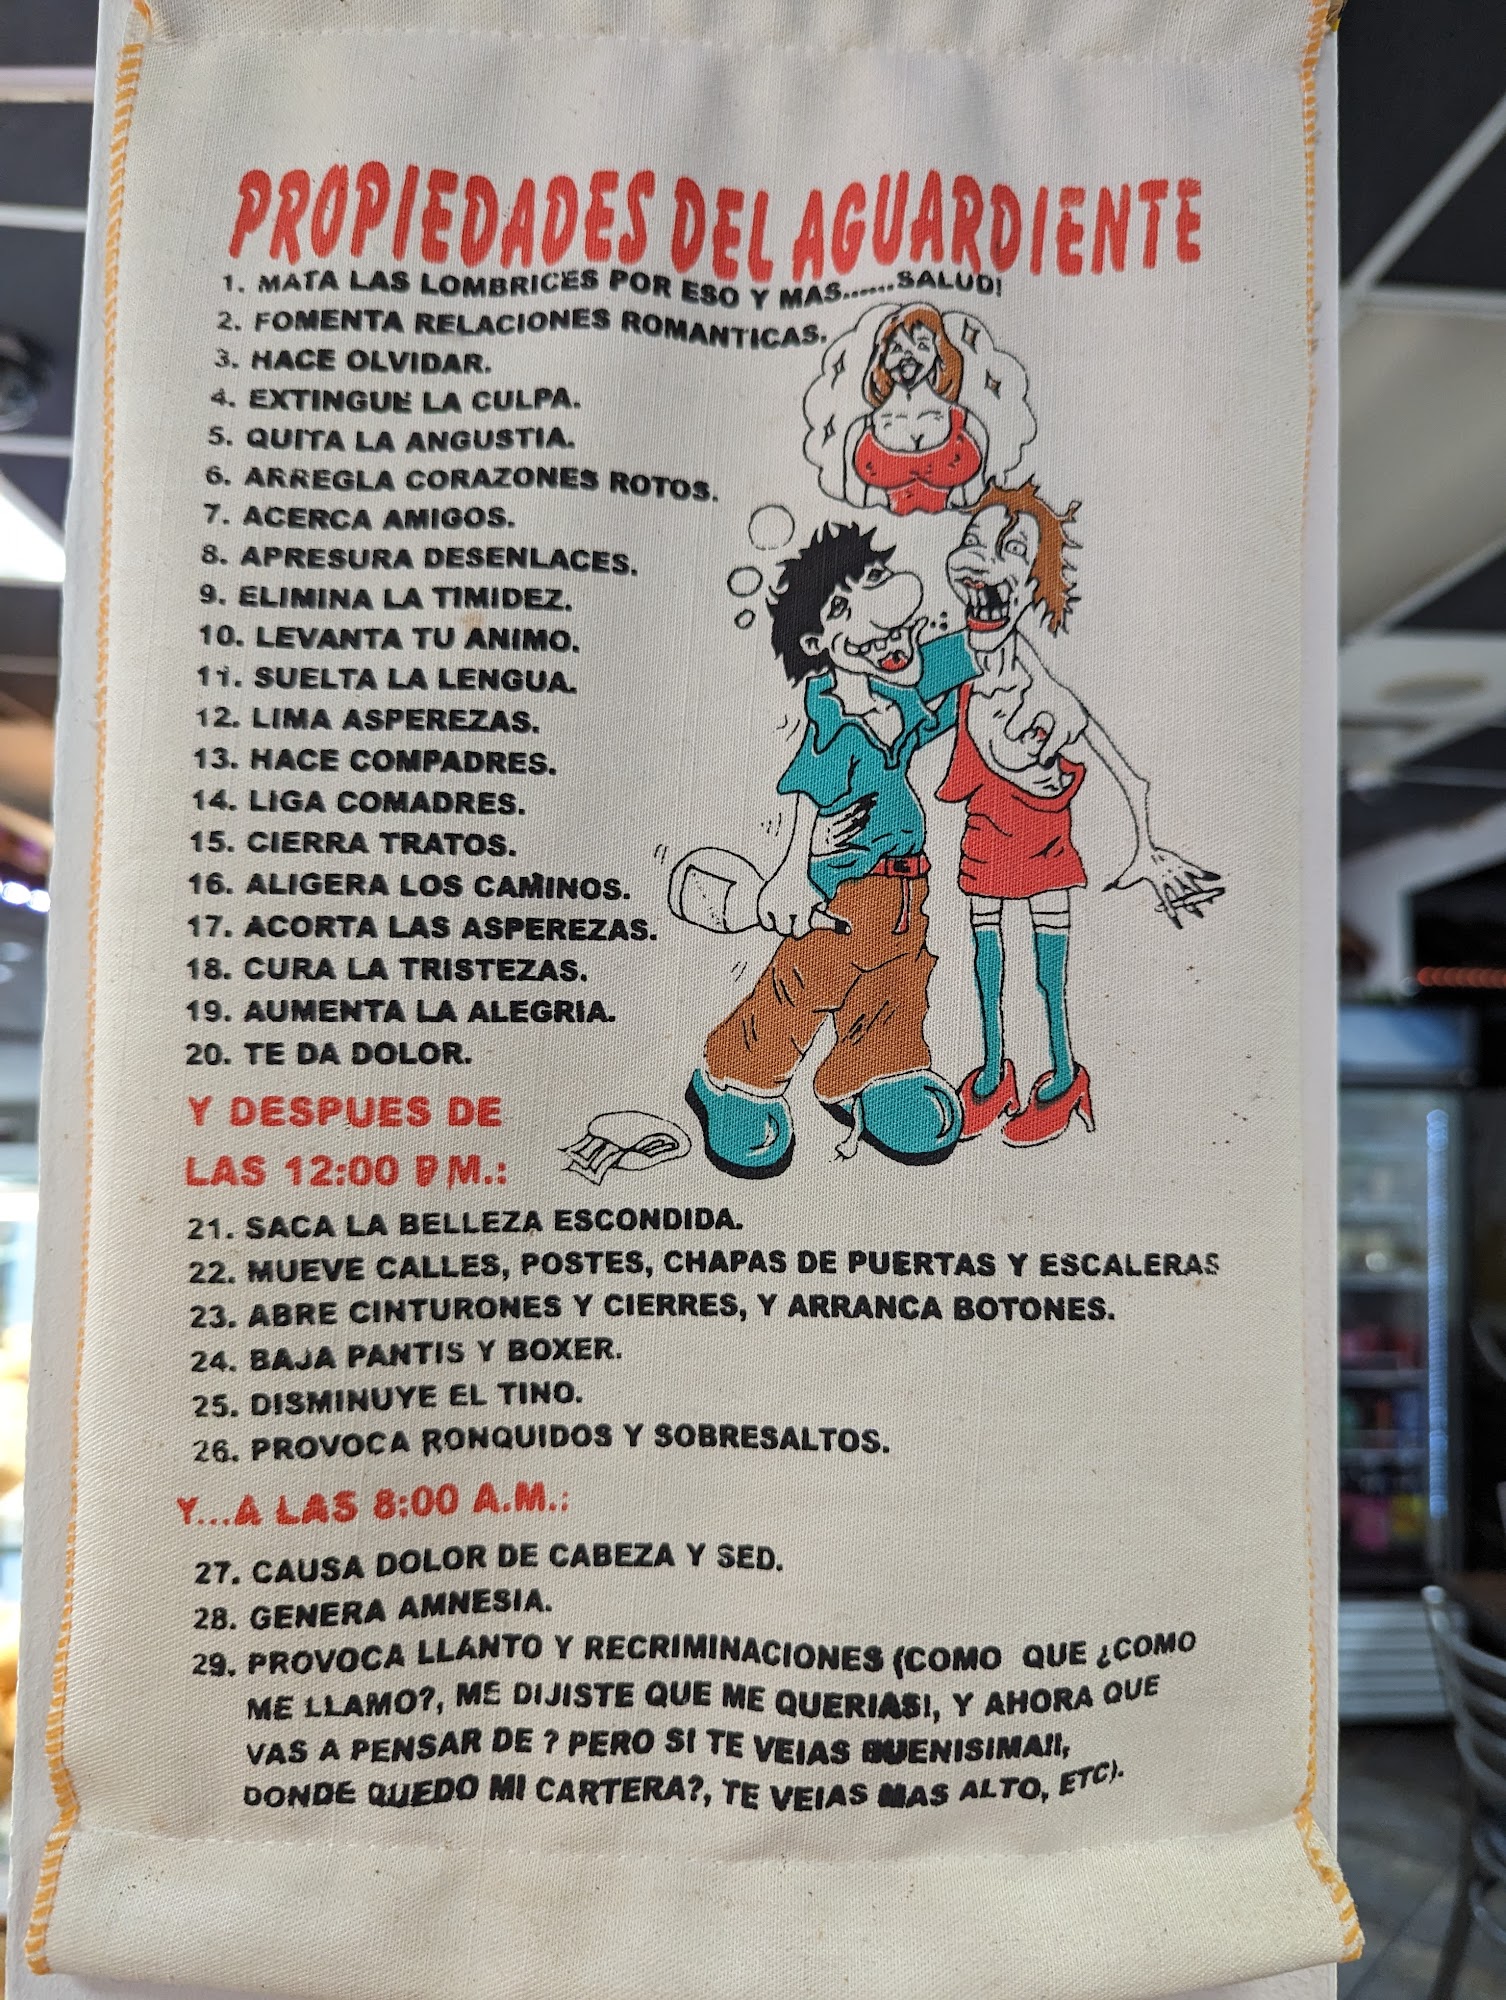 PROPIEDADES DEL AGUARDIENTE
1. MATA LAS LOMBRICES POR ESO Y MAS......SALUD!
2. FOMENTA RELACIONES ROMANTICAS.
3. HACE OLVIDAR.
4. EXTINGUE LA CULPA.
5. QUITA LA ANGUSTIA.
6. ARREGLA CORAZONES ROTOS.
7. ACERCA AMIGOS.
8. APRESURA DESENLACES.
9. ELIMINA LA TIMIDEZ.
10. LEVANTA TU ANIMO.
11. SUELTA LA LENGUA.
12. LIMA ASPEREZAS.
13. HACE COMPADRES.
14. LIGA COMADRES.
15. CIERRA TRATOS.
16. ALIGERA LOS CAMINOS.
17. ACORTA LAS ASPEREZAS.
18. CURA LA TRISTEZAS.
19. AUMENTA LA ALEGRIA.
20. TE DA DOLOR.
Y DESPUES DE
LAS 12:00 P M.:
21. SACA LA BELLEZA ESCONDIDA.
22. MUEVE CALLES, POSTES, CHAPAS DE PUERTAS Y ESCALERAS
23. ABRE CINTURONES Y CIERRES, Y ARRANCA BOTONES.
24. BAJA PANTIS Y BOXER.
25. DISMINUYE EL TINO.
26. PROVOCA RONQUIDOS Y SOBRESALTOS.
Y...A LAS 8:00 A.M.:
27. CAUSA DOLOR DE CABEZA Y SED.
28. GENERA AMNESIA.
29. PROVOCA LLANTO Y RECRIMINACIONES (COMO QUE ¿COMO
ME LLAMO?, ME DIJISTE QUE ME QUERIAS!, Y AHORA QUE
VAS A PENSAR DE ? PERO SI TE VEIAS BUENISIMA!!,
DONDE QUEDO MI CARTERA?, TE VEIAS MAS ALTO, ETC).